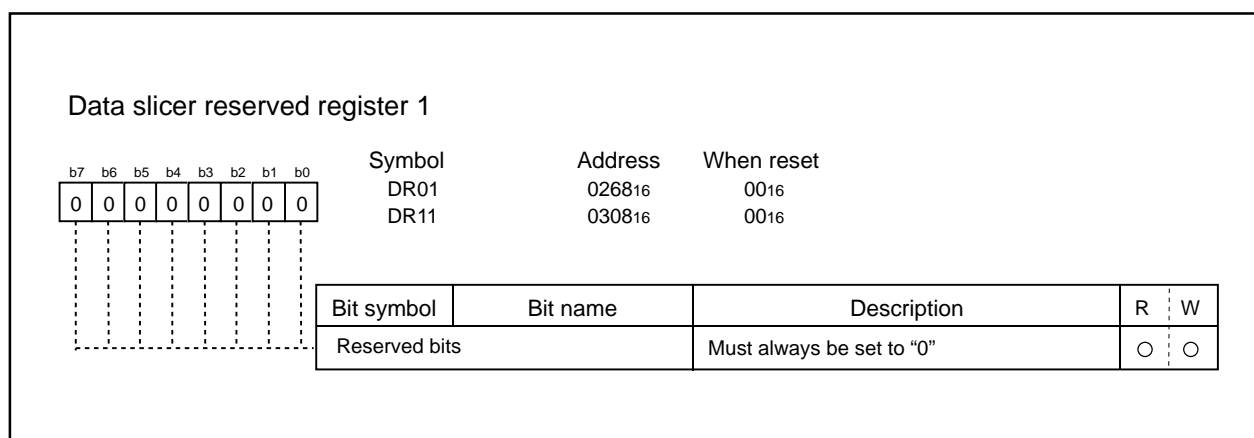 Data slicer reserved register 1
Symbol Address When reset
b7 b6 b5 b4 b3 b2 b1 b0
DR01 026816 0016
0 0 0 0 0 0 0 0
DR11 030816 0016
Bit symbol Bit name Description R W
Reserved bits Must always be set to “0” ○ ○